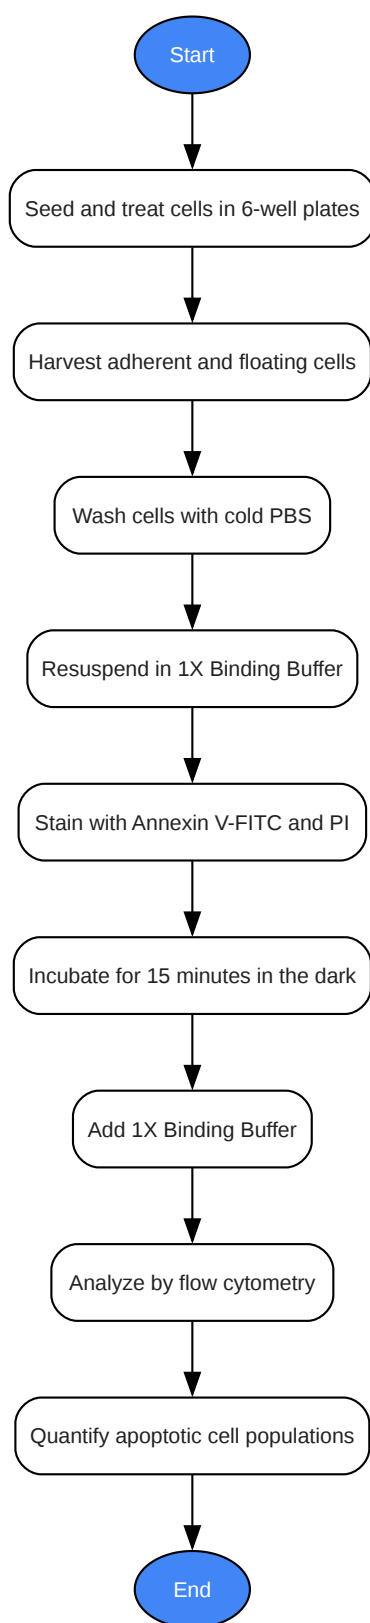 Start
Seed and treat cells in 6-well plates
Harvest adherent and floating cells
Wash cells with cold PBS
Resuspend in 1X Binding Buffer
Stain with Annexin V-FITC and PI
Incubate for 15 minutes in the dark
Add 1X Binding Buffer
Analyze by flow cytometry
Quantify apoptotic cell populations
End